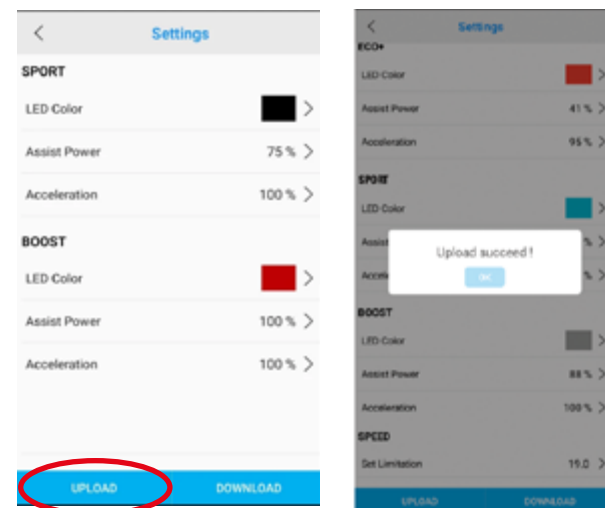 Settings
SPORT
LED Color
Assist Power 75 %
Acceleration 100 %
BOOST
LED Color
Assist Power 100 %
Acceleration 100 %
UPLOAD DOWNLOAD
Settings
ECO+
LED Color
Assist Power 41 %
Acceleration 95 %
SPORT
LED Color
Assist %
Upload succeed !
Accele %
OK
BOOST
LED Color
Assist Power 88 %
Acceleration 100 %
SPEED
Set Limitation 19.0
UPLOAD DOWNLOAD